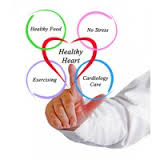 Healthy Food
No Stress
Healthy
Heart
Exercising
Cardiology
Care